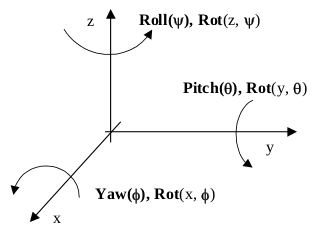 z
Roll(ψ), Rot(z, ψ)
Pitch(θ), Rot(y, θ)
y
Yaw(ϕ), Rot(x, ϕ)
x